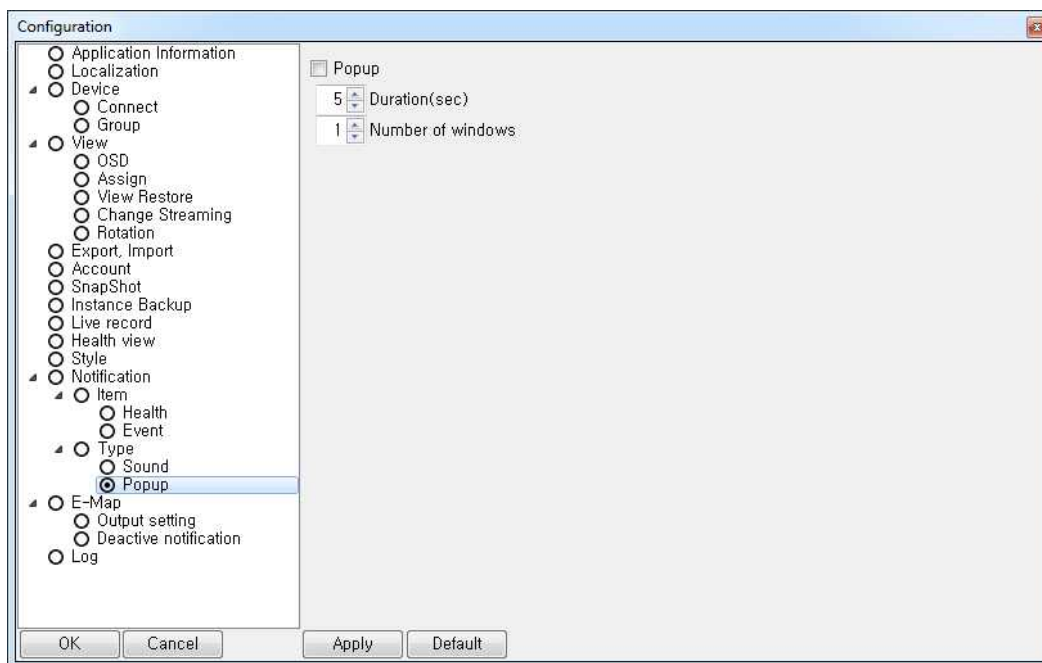 Configuration
Application Information
Localization
Device
Connect
Group
View
OSD
Assign
View Restore
Change Streaming
Rotation
Export, Import
Account
SnapShot
Instance Backup
Live record
Health view
Style
Notification
Item
Health
Event
Type
Sound
Popup
E-Map
Output setting
Deactive notification
Log
Popup
5 Duration(sec)
1 Number of windows
OK Cancel Apply Default